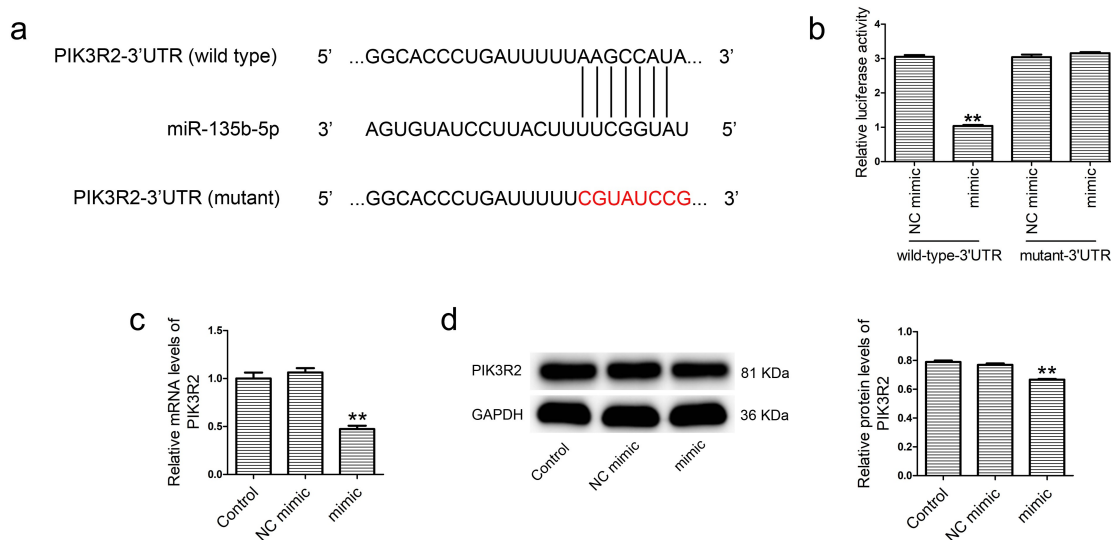 a
PIK3R2-3'UTR (wild type) 5' ...GGCACCCUGAUUUUUUAAGCCAUA... 3'
miR-135b-5p 3' AGUGUAUCCUUACUUUUCGGUAU 5'
PIK3R2-3'UTR (mutant) 5' ...GGCACCCUGAUUUUUUCGUAUCCG... 3'
b
Relative luciferase activity
4
3
2
1
0
**
NC mimic
mimic
NC mimic
mimic
wild-type-3'UTR
mutant-3'UTR
c
Relative mRNA levels of
PIK3R2
1.5
1.0
0.5
0.0
**
Control
NC mimic
mimic
d
PIK3R2
81 KDa
GAPDH
36 KDa
Control
NC mimic
mimic
Relative protein levels of
PIK3R2
1.0
0.8
0.6
0.4
0.2
0.0
**
Control
NC mimic
mimic